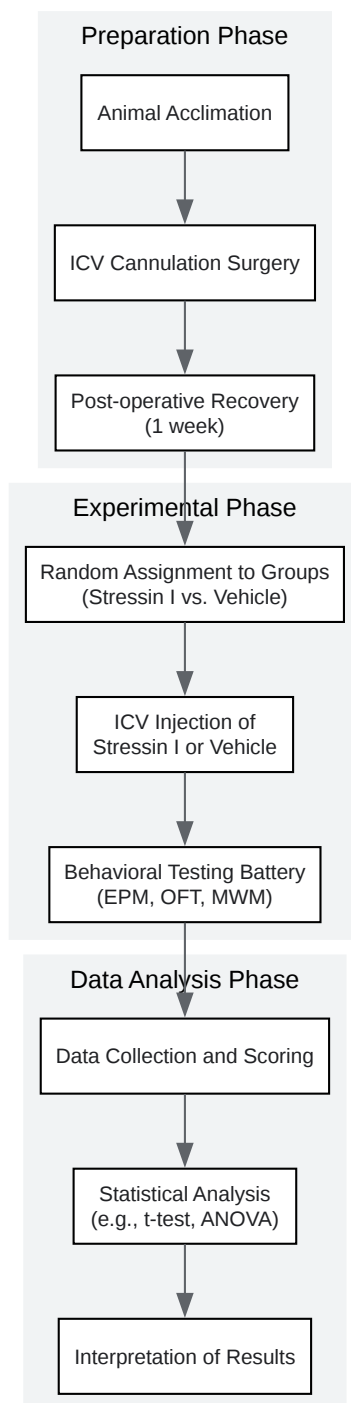 Preparation Phase
Animal Acclimation
ICV Cannulation Surgery
Post-operative Recovery
(1 week)
Experimental Phase
Random Assignment to Groups
(Stressin I vs. Vehicle)
ICV Injection of
Stressin I or Vehicle
Behavioral Testing Battery
(EPM, OFT, MWM)
Data Analysis Phase
Data Collection and Scoring
Statistical Analysis
(e.g., t-test, ANOVA)
Interpretation of Results